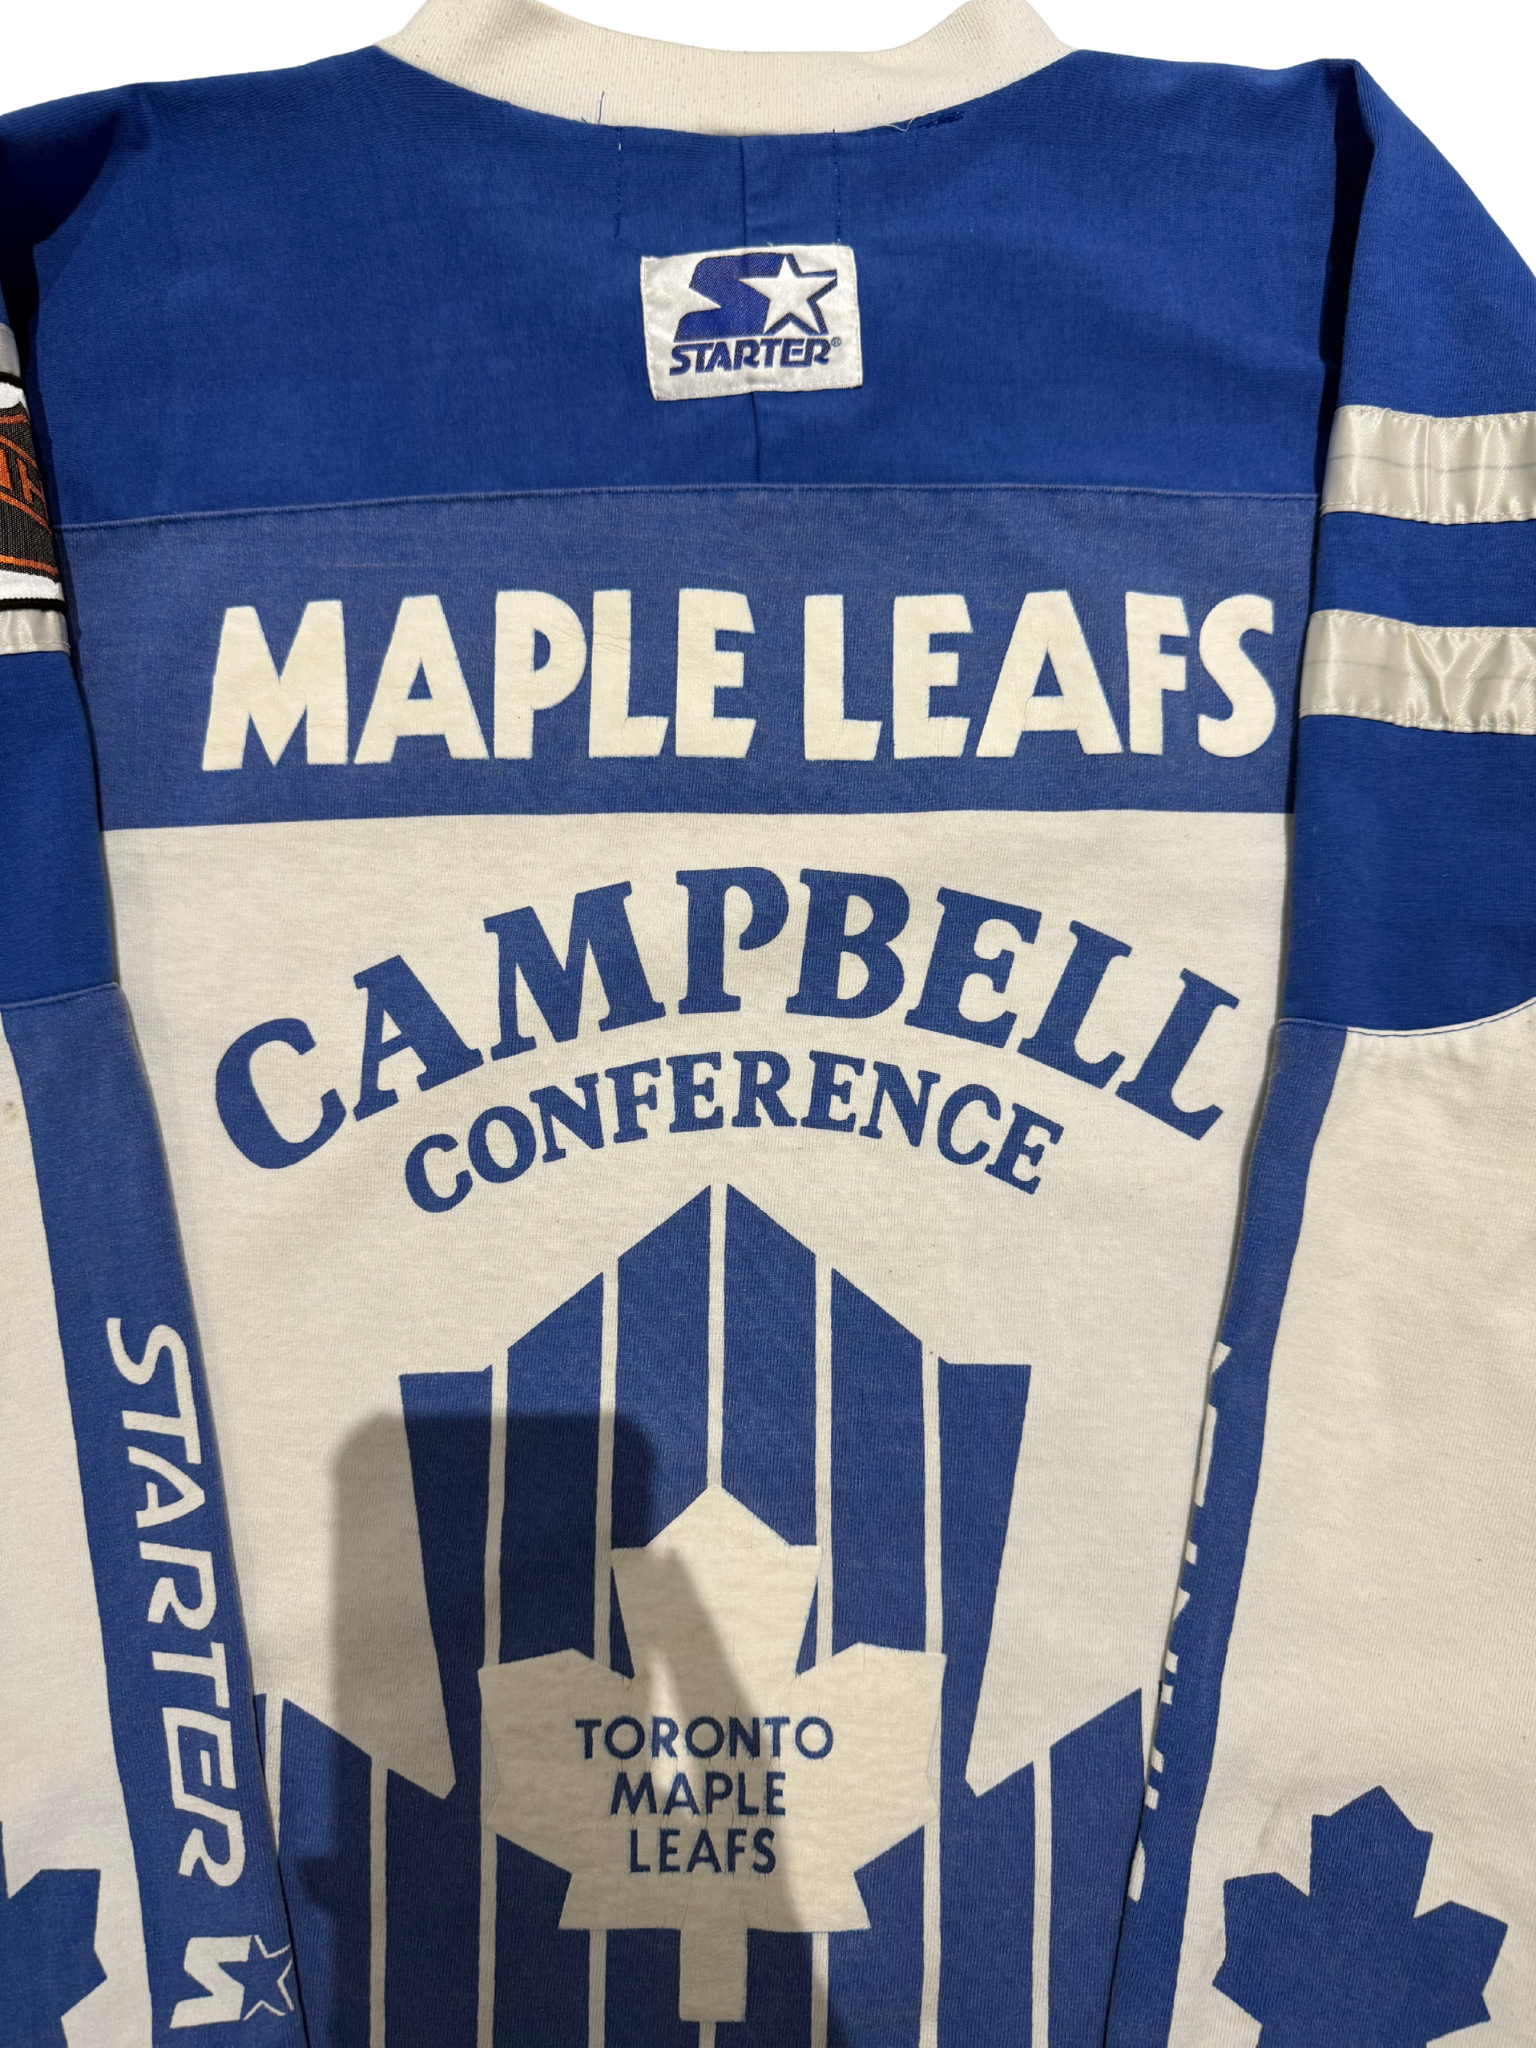 STARTER®
MAPLE LEAFS
CAMPBELL
CONFERENCE
STARTER
TORONTO
MAPLE
LEAFS